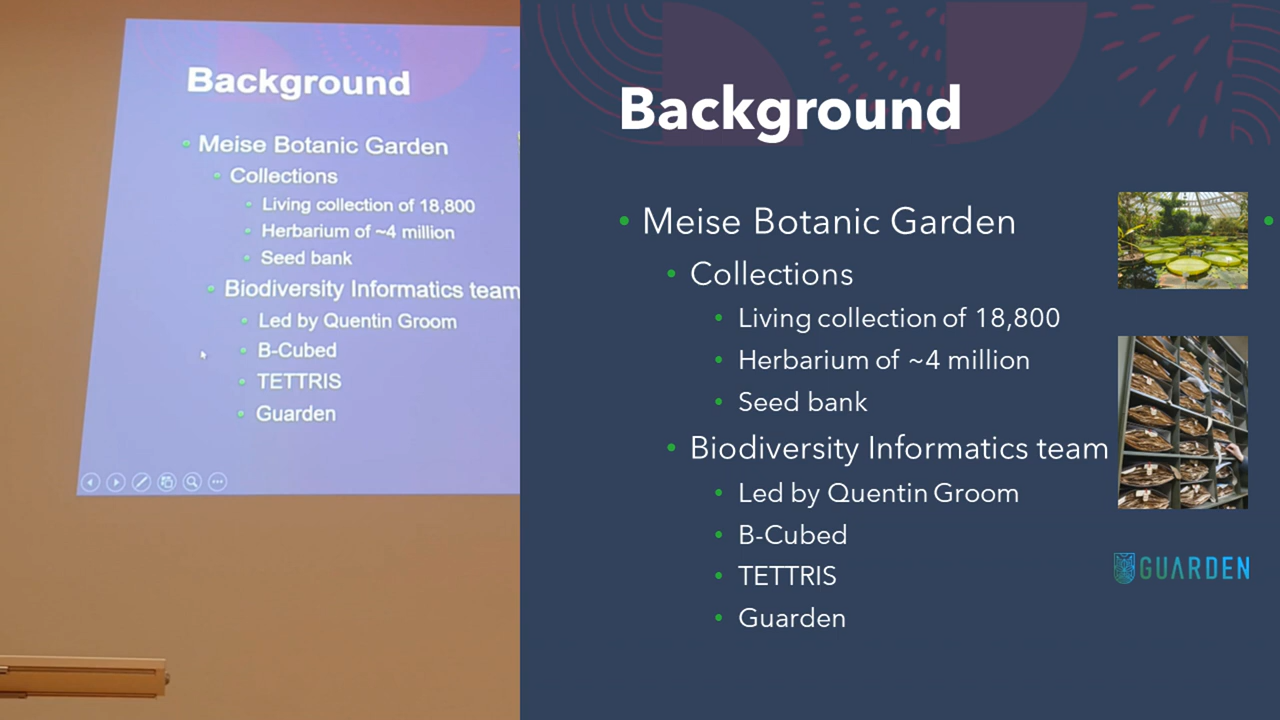 Background
Meise Botanic Garden
Collections
Living collection of 18,800
Herbarium of ~4 million
Seed bank
Biodiversity Informatics team
Led by Quentin Groom
B-Cubed
TETTRIS
Guarden
Background
Meise Botanic Garden
Collections
Living collection of 18,800
Herbarium of ~4 million
Seed bank
Biodiversity Informatics team
Led by Quentin Groom
B-Cubed
TETTRIS
Guarden
GUARDEN